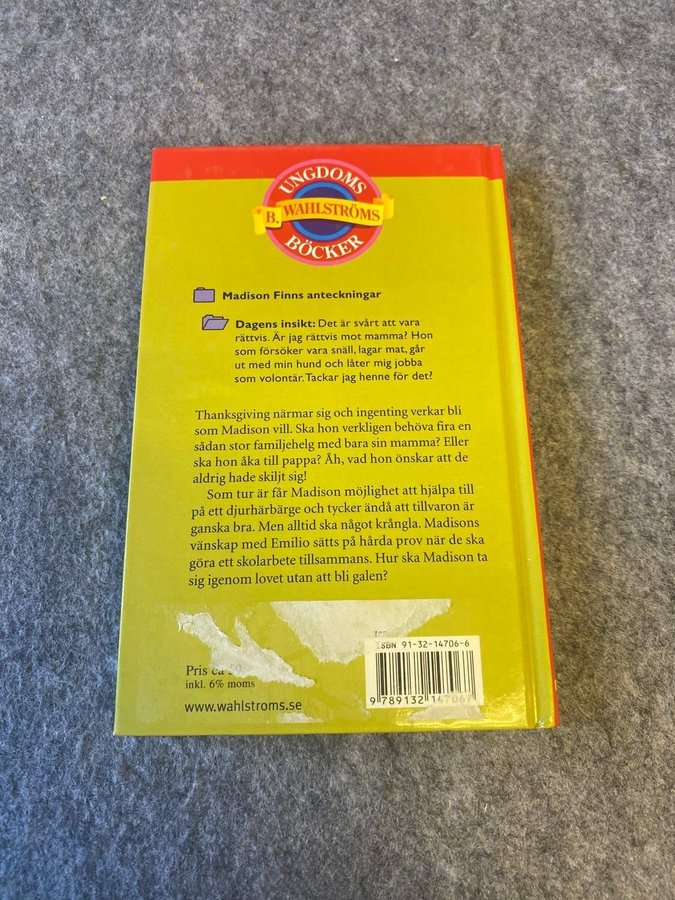 UNGDOMS
B. WAHLSTRÖMS
BÖCKER
Madison Finns anteckningar
Dagens insikt: Det är svårt att vara
rättvis. Är jag rättvis mot mamma? Hon
som försöker vara snäll, lagar mat, går
ut med min hund och låter mig jobba
som volontär. Tackar jag henne för det?
Thanksgiving närmar sig och ingenting verkar bli
som Madison vill. Ska hon verkligen behöva fira en
sådan stor familjehelg med bara sin mamma? Eller
ska hon åka till pappa? Åh, vad hon önskar att de
aldrig hade skiljt sig!
Som tur är får Madison möjlighet att hjälpa till
på ett djurhärbärge och tycker ändå att tillvaron är
ganska bra. Men alltid ska något krångla. Madisons
vänskap med Emilio sätts på hårda prov när de ska
göra ett skolarbete tillsammans. Hur ska Madison ta
sig igenom lovet utan att bli galen?
ISBN 91-32-14706-6
Pris ca
inkl. 6% moms
9 789132 147067
www.wahlstroms.se